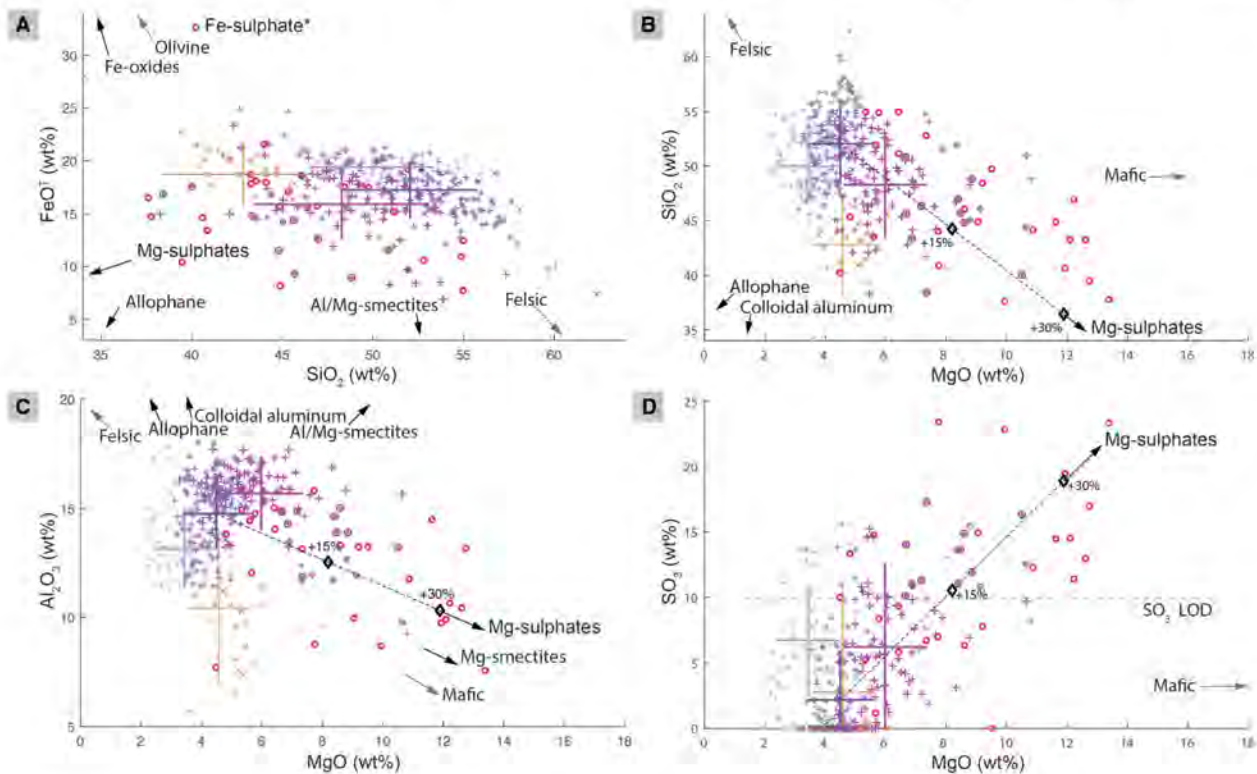 A
Fe-sulphate*
Olivine
Fe-oxides
Mg-sulphates
Allophane
Al/Mg-smectites
Felsic
FeOᵀ (wt%)
35
30
25
20
15
10
5
35 40 45 50 55 60
SiO₂ (wt%)
B
Felsic
Mafic
+15%
Allophane
Colloidal aluminum
+30%
Mg-sulphates
SiO₂ (wt%)
60
55
50
45
40
35
0 2 4 6 8 10 12 14 16 18
MgO (wt%)
C
Colloidal aluminum
Felsic
Allophane
Al/Mg-smectites
+15%
+30%
Mg-sulphates
Mg-smectites
Mafic
Al₂O₃ (wt%)
20
15
10
5
0 2 4 6 8 10 12 14 16 18
MgO (wt%)
D
Mg-sulphates
+30%
+15%
SO₃ LOD
Mafic
SO₃ (wt%)
25
20
15
10
5
0
0 2 4 6 8 10 12 14 16 18
MgO (wt%)